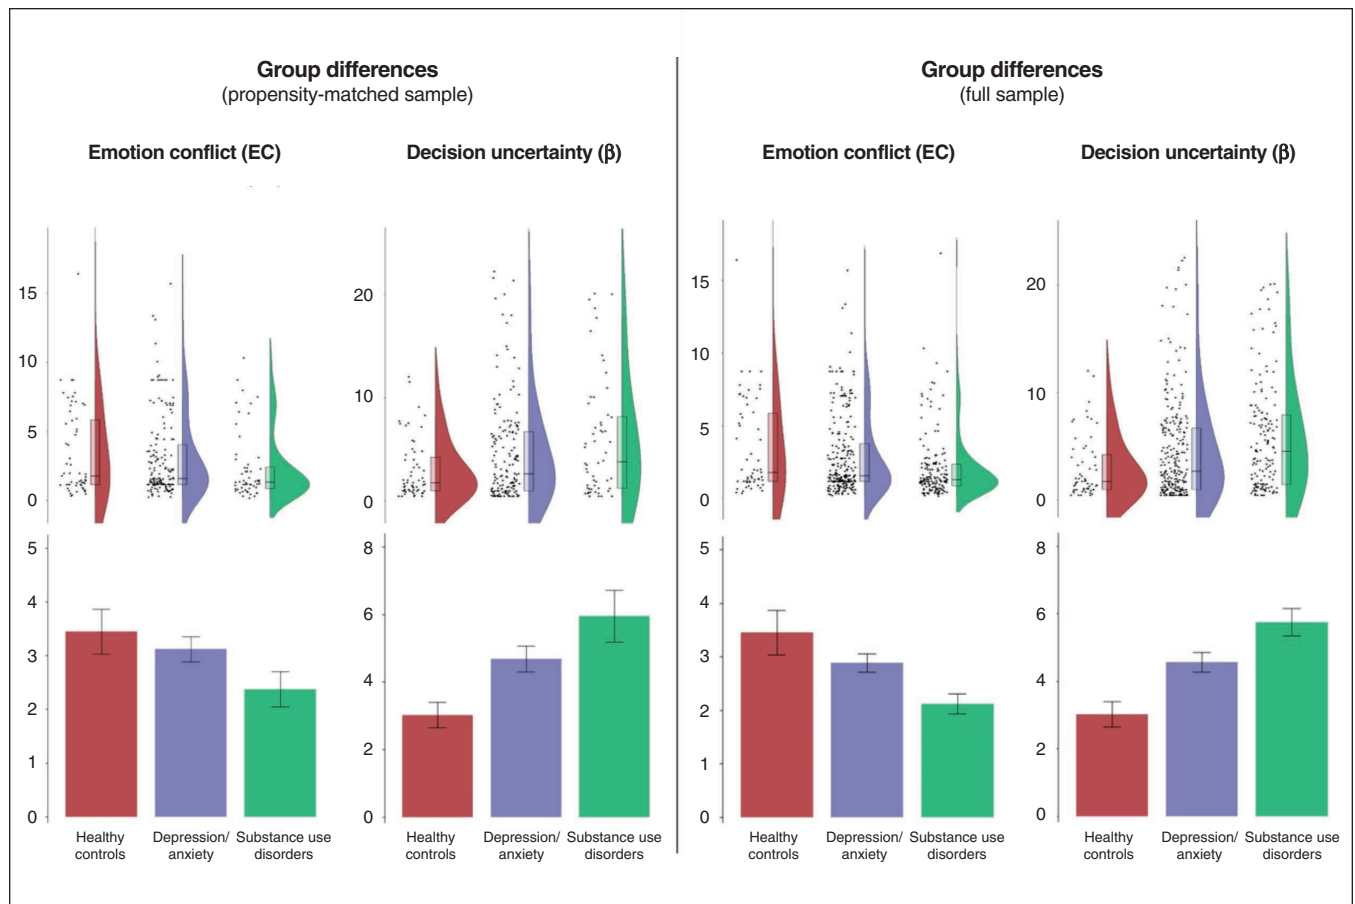 Group differences
(propensity-matched sample)
Emotion conflict (EC)
Decision uncertainty (β)
15
10
5
0
20
10
0
5
4
3
2
1
0
8
6
4
2
0
Healthy
controls
Depression/
anxiety
Substance use
disorders
Healthy
controls
Depression/
anxiety
Substance use
disorders
Group differences
(full sample)
Emotion conflict (EC)
Decision uncertainty (β)
15
10
5
0
20
10
0
5
4
3
2
1
0
8
6
4
2
0
Healthy
controls
Depression/
anxiety
Substance use
disorders
Healthy
controls
Depression/
anxiety
Substance use
disorders